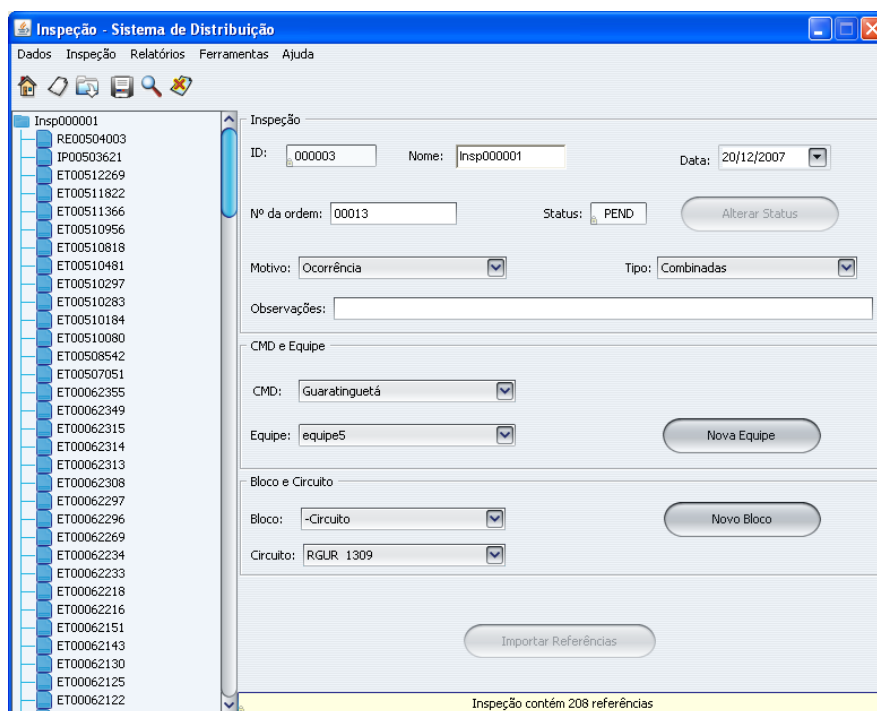 Inspeção - Sistema de Distribuição
Dados Inspeção Relatórios Ferramentas Ajuda
Insp000001
RE00504003
IP00503621
ET00512269
ET00511822
ET00511366
ET00510956
ET00510818
ET00510481
ET00510297
ET00510283
ET00510184
ET00510080
ET00508542
ET00507051
ET00062355
ET00062349
ET00062315
ET00062314
ET00062313
ET00062308
ET00062297
ET00062296
ET00062269
ET00062234
ET00062233
ET00062218
ET00062216
ET00062151
ET00062143
ET00062130
ET00062125
ET00062122
Inspeção
ID: 000003 Nome: Insp000001 Data: 20/12/2007
Nº da ordem: 00013 Status: PEND Alterar Status
Motivo: Ocorrência Tipo: Combinadas
Observações:
CMD e Equipe
CMD: Guaratinguetá
Equipe: equipe5 Nova Equipe
Bloco e Circuito
Bloco: -Circuito Novo Bloco
Circuito: RGUR 1309
Importar Referências
Inspeção contém 208 referências